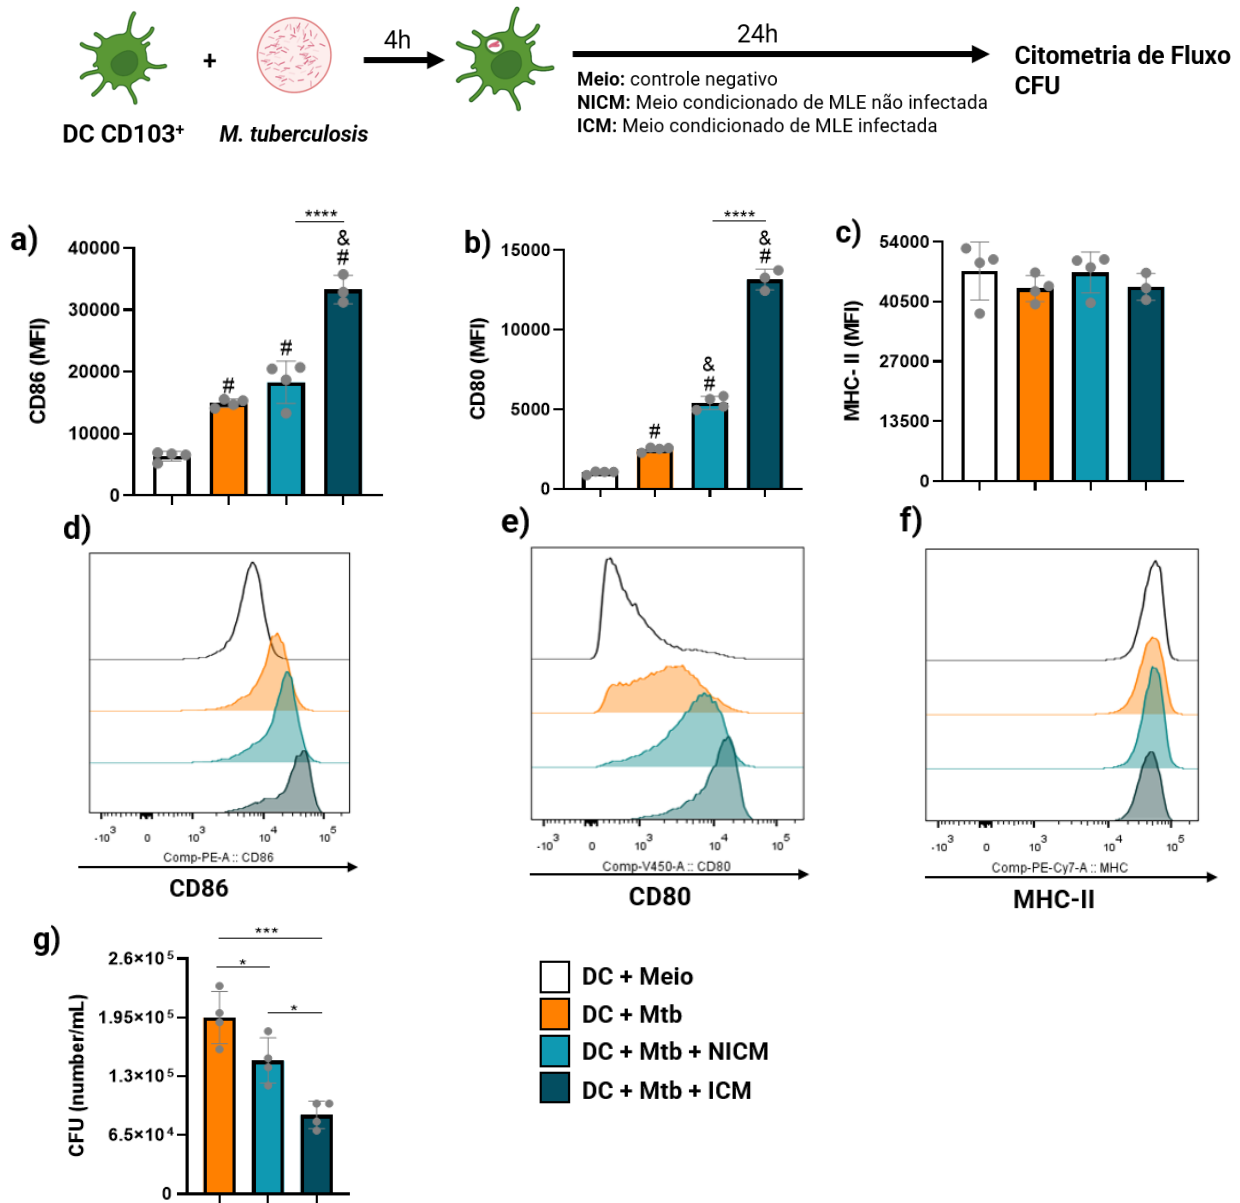 4h
24h
+
DC CD103⁺
M. tuberculosis
Meio: controle negativo
NICM: Meio condicionado de MLE não infectada
ICM: Meio condicionado de MLE infectada
Citometria de Fluxo
CFU
a)
CD86 (MFI)
40000
30000
20000
10000
0
#
#
&
#
****
b)
CD80 (MFI)
15000
10000
5000
0
#
&
#
&
#
****
c)
MHC- II (MFI)
54000
40500
27000
13500
0
d)
-10³ 0 10³ 10⁴ 10⁵
Comp-PE-A :: CD86
CD86
e)
-10³ 0 10³ 10⁴ 10⁵
Comp-V450-A :: CD80
CD80
f)
-10³ 0 10³ 10⁴ 10⁵
Comp-PE-Cy7-A :: MHC
MHC-II
g)
CFU (number/mL)
2.6×10⁵
1.95×10⁵
1.3×10⁵
6.5×10⁴
0
***
*
*
DC + Meio
DC + Mtb
DC + Mtb + NICM
DC + Mtb + ICM